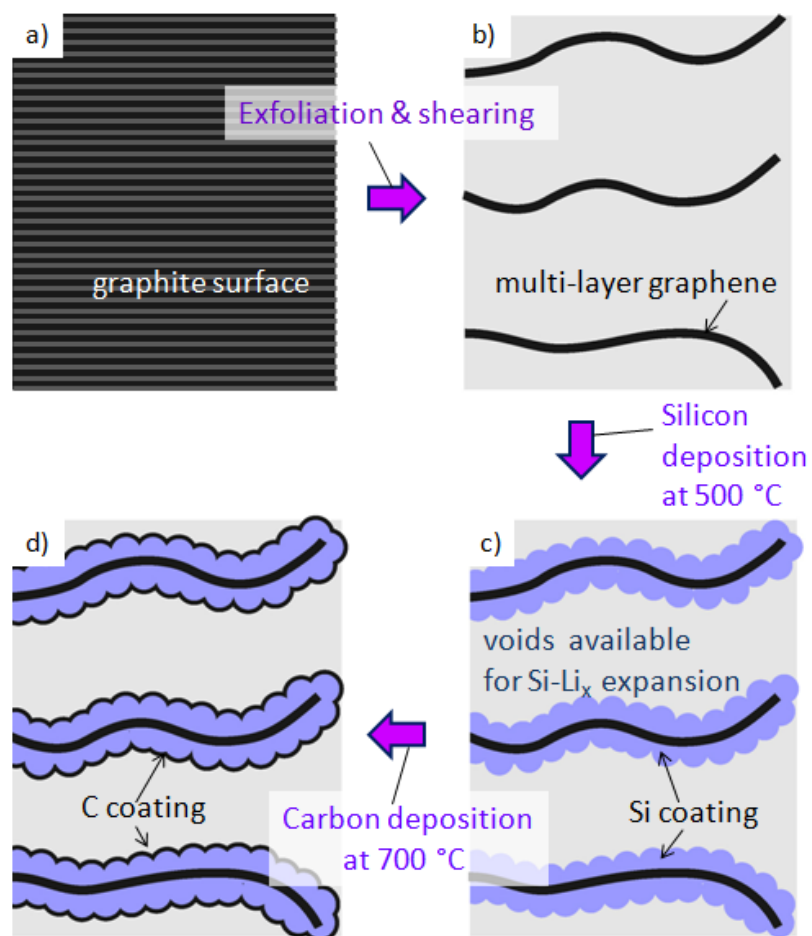 a)
b)
Exfoliation & shearing
graphite surface
multi-layer graphene
Silicon
deposition
at 500 °C
d)
c)
voids available
for Si-Liₓ expansion
C coating
Carbon deposition
at 700 °C
Si coating